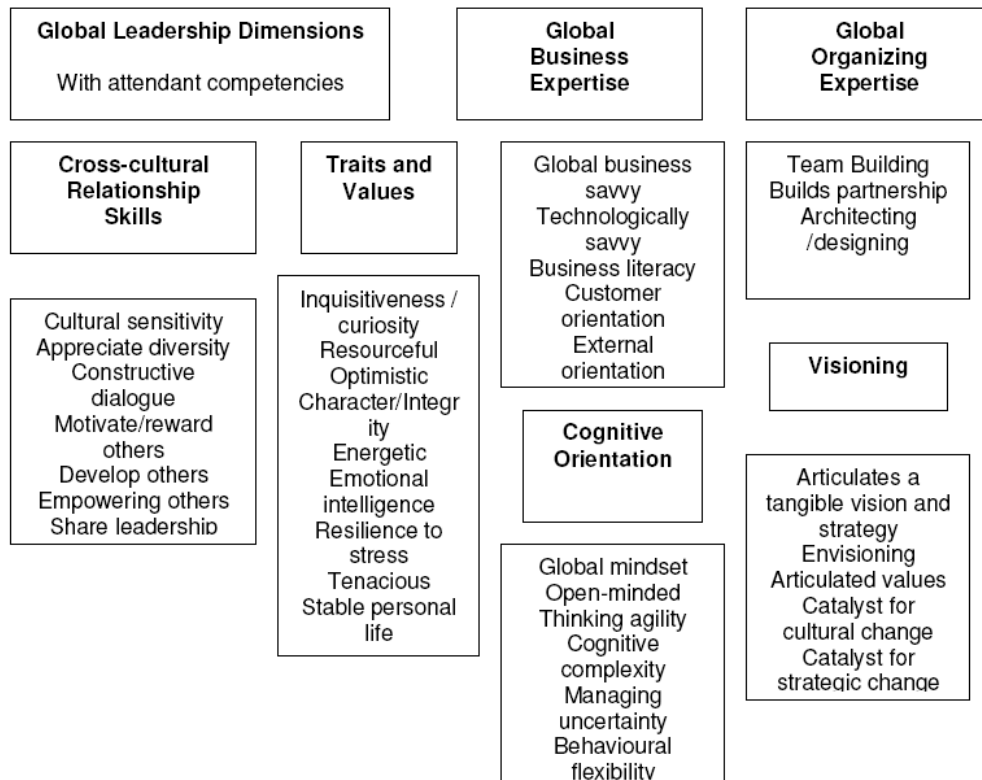 Global Leadership Dimensions
With attendant competencies
Global
Business
Expertise
Global
Organizing
Expertise
Cross-cultural
Relationship
Skills
Traits and
Values
Global business
savvy
Technologically
savvy
Business literacy
Customer
orientation
External
orientation
Team Building
Builds partnership
Architecting
/designing
Cultural sensitivity
Appreciate diversity
Constructive
dialogue
Motivate/reward
others
Develop others
Empowering others
Share leadership
Inquisitiveness /
curiosity
Resourceful
Optimistic
Character/Integr
ity
Energetic
Emotional
intelligence
Resilience to
stress
Tenacious
Stable personal
life
Visioning
Cognitive
Orientation
Articulates a
tangible vision and
strategy
Envisioning
Articulated values
Catalyst for
cultural change
Catalyst for
strategic change
Global mindset
Open-minded
Thinking agility
Cognitive
complexity
Managing
uncertainty
Behavioural
flexibility